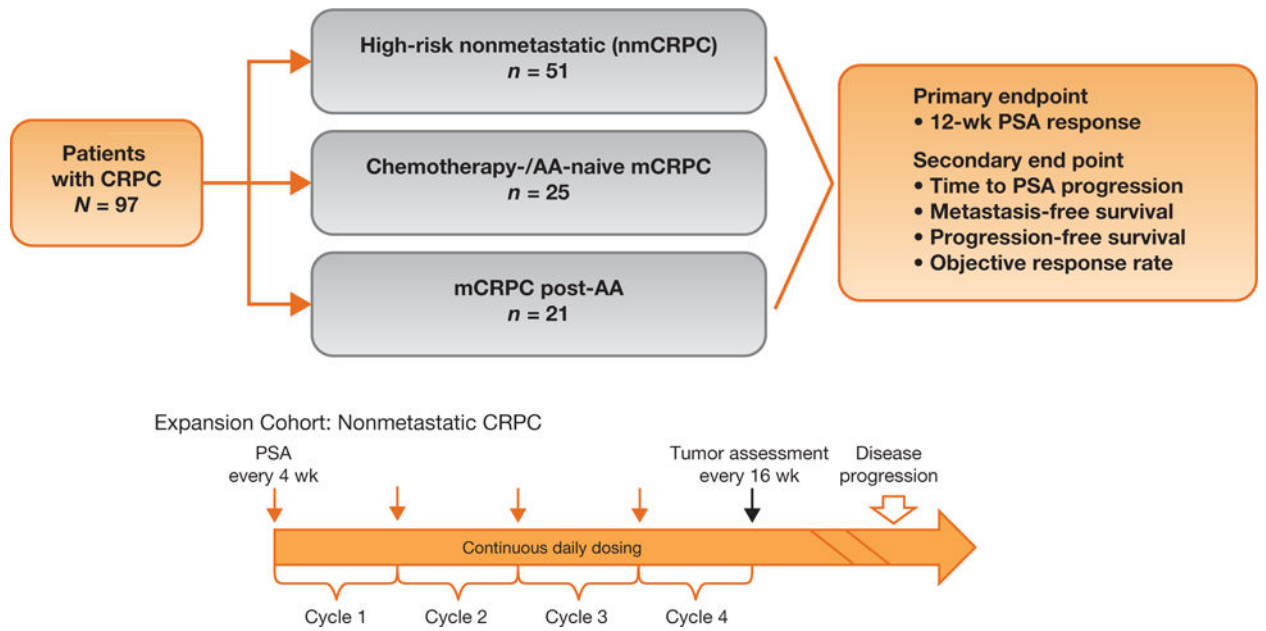 Patients
with CRPC
N = 97
High-risk nonmetastatic (nmCRPC)
n = 51
Chemotherapy-/AA-naive mCRPC
n = 25
mCRPC post-AA
n = 21
Primary endpoint
• 12-wk PSA response
Secondary end point
• Time to PSA progression
• Metastasis-free survival
• Progression-free survival
• Objective response rate
Expansion Cohort: Nonmetastatic CRPC
PSA
every 4 wk
Tumor assessment
every 16 wk
Disease
progression
Continuous daily dosing
Cycle 1
Cycle 2
Cycle 3
Cycle 4